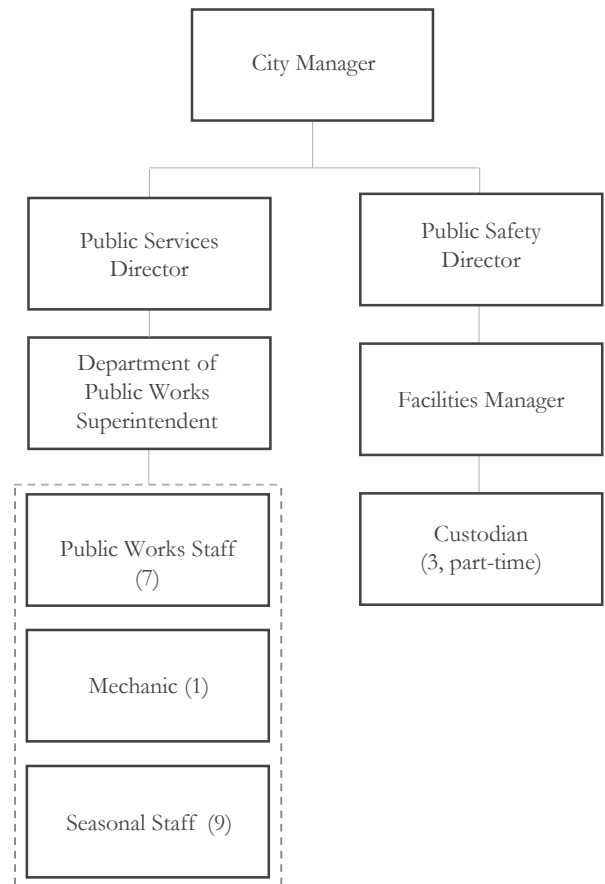 City Manager
Public Services
Director
Public Safety
Director
Department of
Public Works
Superintendent
Facilities Manager
Public Works Staff
(7)
Custodian
(3, part-time)
Mechanic (1)
Seasonal Staff (9)